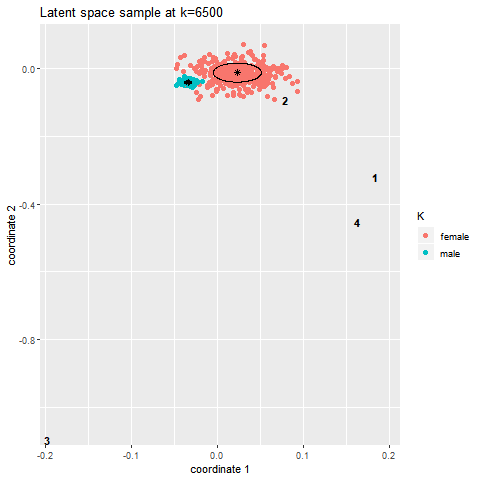 Latent space sample at k=6500
0.0
2
1
-0.4
4
-0.8
3
-0.2
-0.1
0.0
0.1
0.2
coordinate 1
coordinate 2
K
female
male